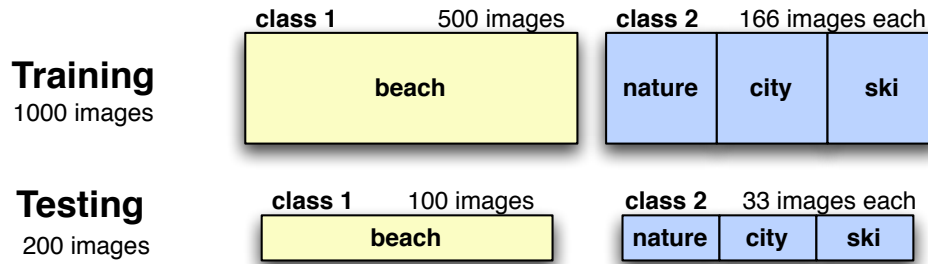 class 1 500 images class 2 166 images each
Training
1000 images
beach nature city ski
Testing
200 images
class 1 100 images class 2 33 images each
beach nature city ski